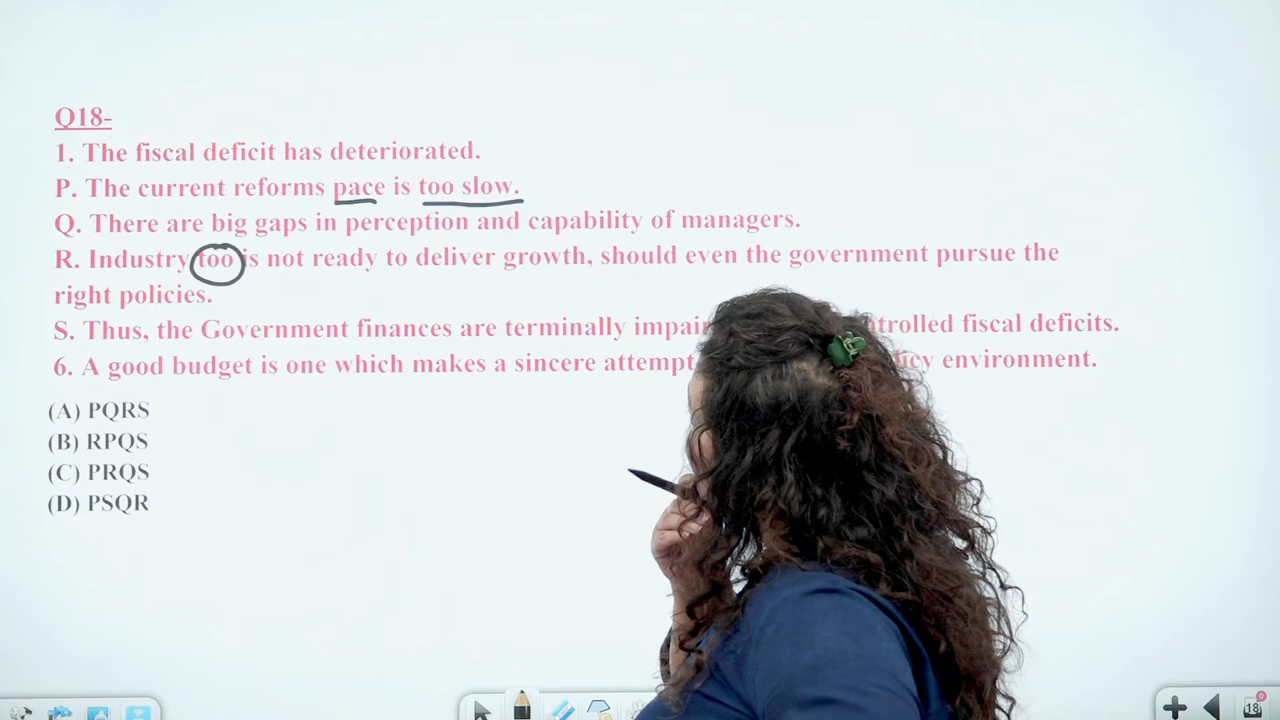 Q18-
1. The fiscal deficit has deteriorated.
P. The current reforms pace is too slow.
Q. There are big gaps in perception and capability of managers.
R. Industry too is not ready to deliver growth, should even the government pursue the
right policies.
S. Thus, the Government finances are terminally fiscal deficits.
6. A good budget is one which makes a sincere attempt environment.
(A) PQRS
(B) RPQS
(C) PRQS
(D) PSQR
18
0